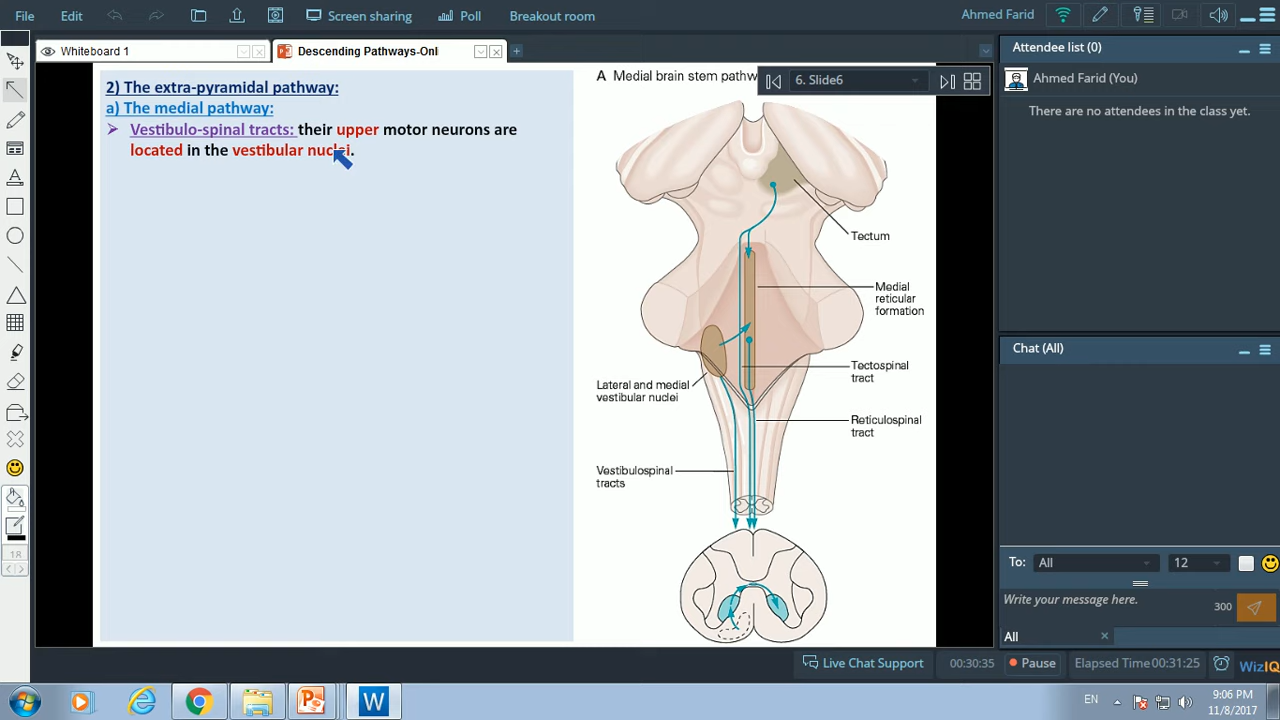 File
Edit
Screen sharing
Poll
Breakout room
Ahmed Farid
Whiteboard 1
Descending Pathways-Onl
Attendee list (0)
Ahmed Farid (You)
There are no attendees in the class yet.
6. Slide6
2) The extra-pyramidal pathway:
a) The medial pathway:
➢ Vestibulo-spinal tracts: their upper motor neurons are
located in the vestibular nuclei.
A Medial brain stem pathw
Tectum
Medial
reticular
formation
Tectospinal
tract
Lateral and medial
vestibular nuclei
Reticulospinal
tract
Vestibulospinal
tracts
Chat (All)
To:
All
12
Write your message here.
300
All
Live Chat Support
00:30:35
Pause
Elapsed Time 00:31:25
WizIQ
EN
9:06 PM
11/8/2017